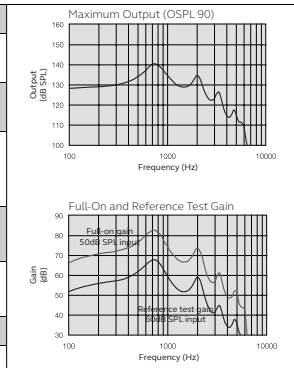 Maximum Output (OSPL 90)
160
150
140
130
120
110
100
Output
(dB SPL)
100
1000
10000
Frequency (Hz)
Full-On and Reference Test Gain
90
80
70
60
50
40
30
Gain
(dB)
Full-on gain
50dB SPL input
Reference test gain
60dB SPL input
100
1000
10000
Frequency (Hz)